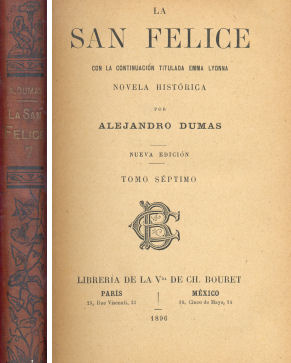 A. DUMAS
LA SAN
FELICE
7
LA
SAN FELICE
CON LA CONTINUACIÓN TITULADA EMMA LYONNA
NOVELA HISTÓRICA
POR
ALEJANDRO DUMAS
NUEVA EDICIÓN
TOMO SÉPTIMO
CB
LIBRERÍA DE LA Vda DE CH. BOURET
PARÍS
23, Rue Visconti, 23
MÉXICO
14, Cinco de Mayo, 14
1896